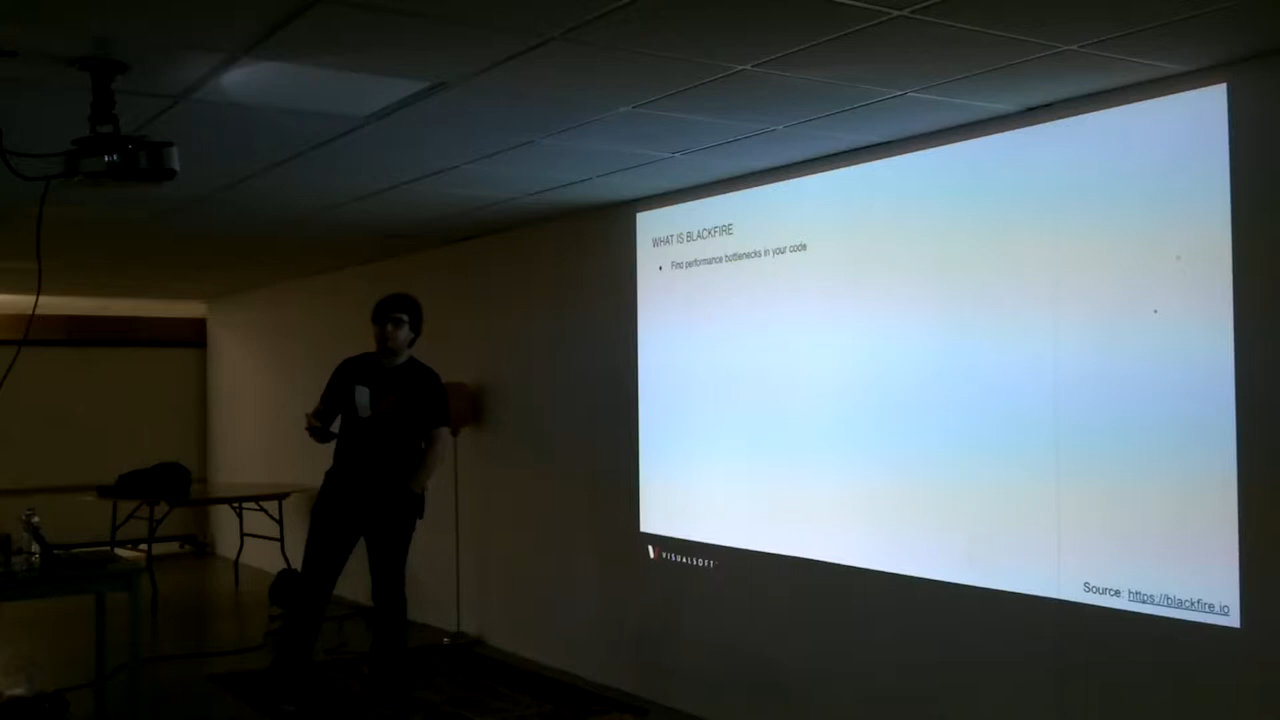 WHAT IS BLACKFIRE
• Find performance bottlenecks in your code
VISUALSOFT
Source: https://blackfire.io